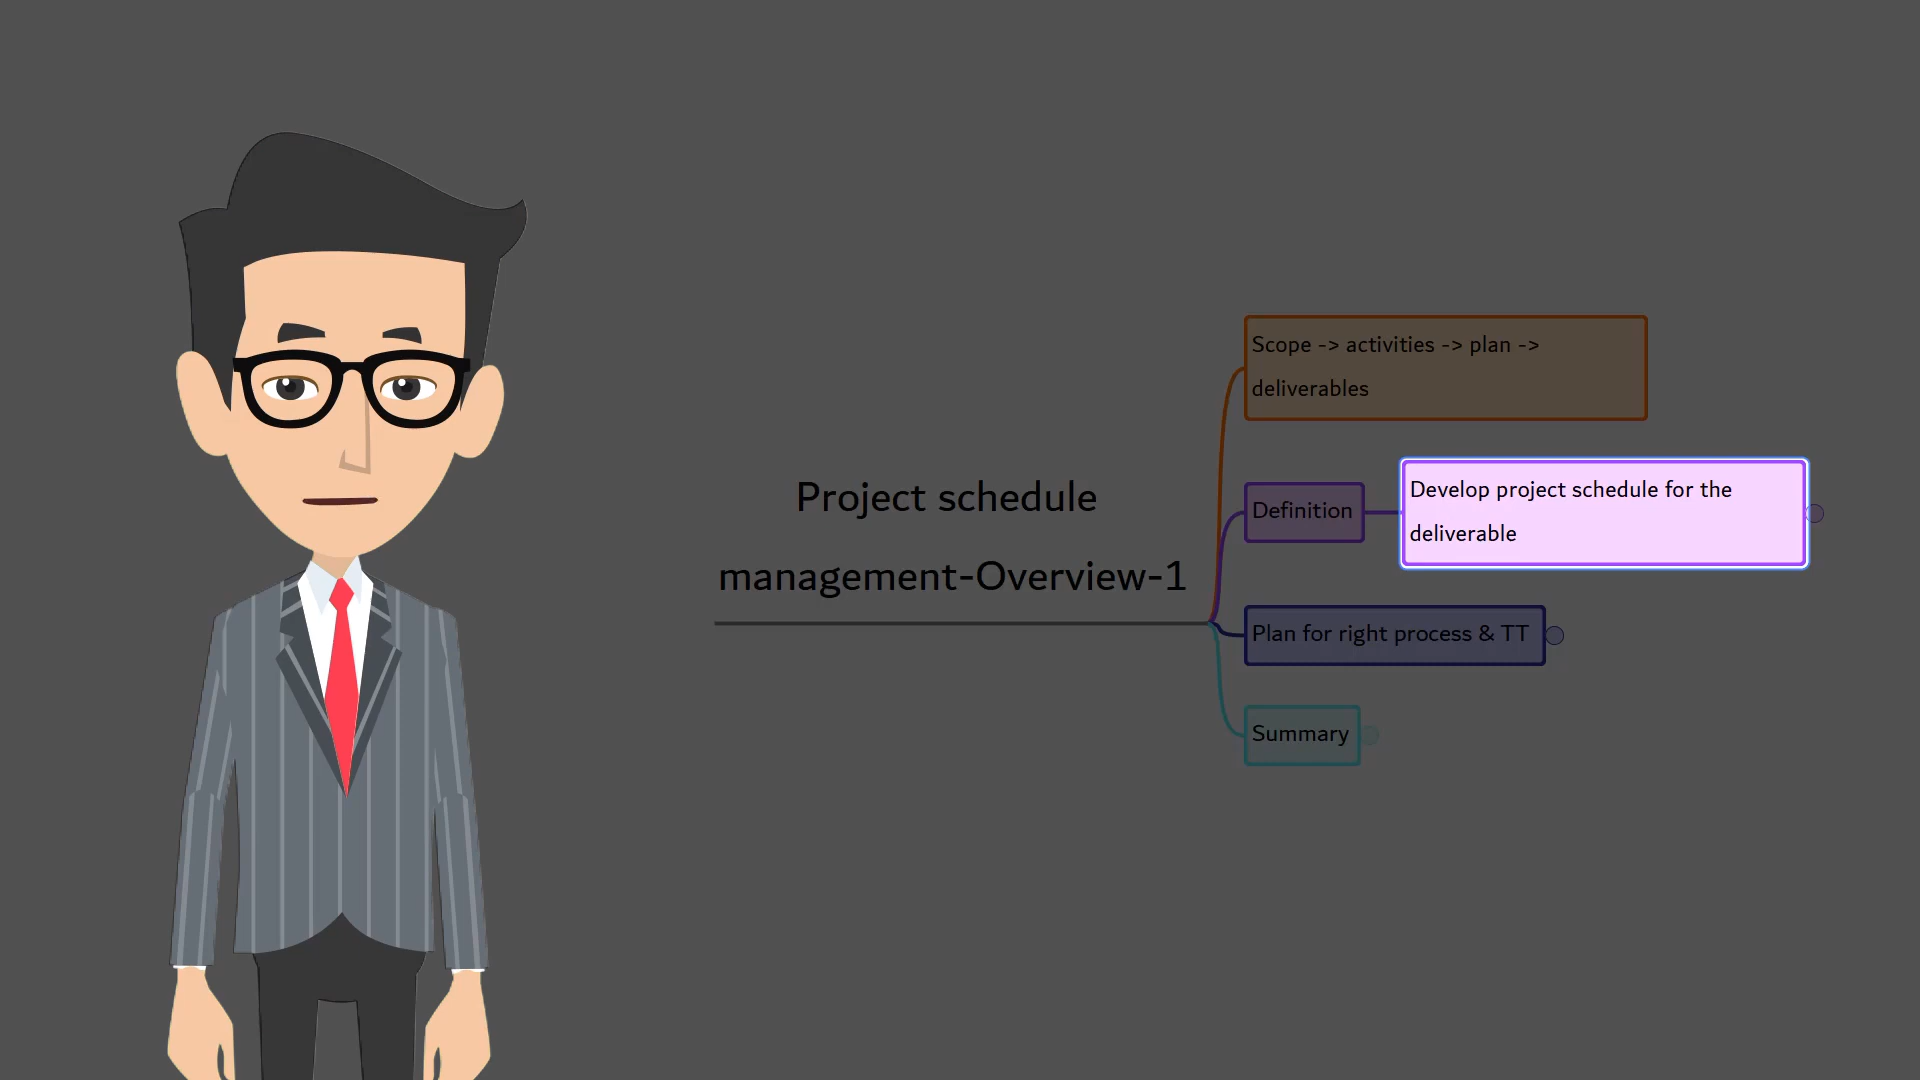 Project schedule
management-Overview-1
Scope -> activities -> plan ->
deliverables
Definition
Develop project schedule for the
deliverable
Plan for right process & TT
Summary